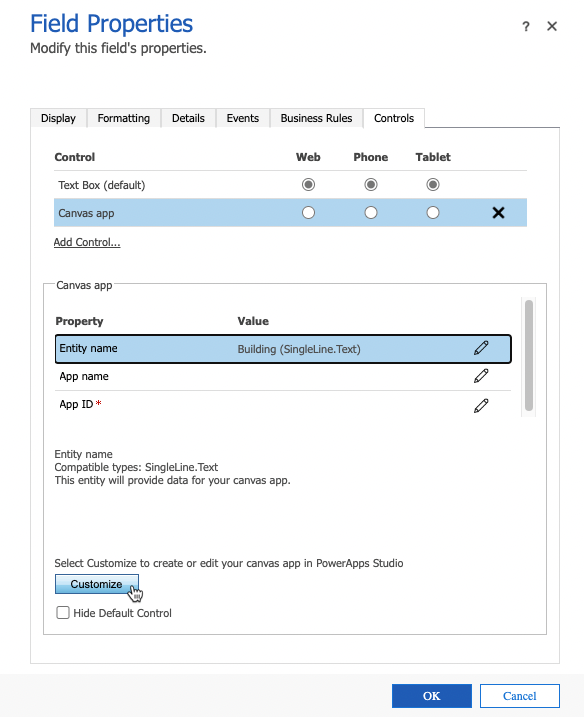 Field Properties
? ✕
Modify this field's properties.
Display Formatting Details Events Business Rules Controls
Control Web Phone Tablet
Text Box (default)
Canvas app
Add Control...
Canvas app
Property Value
Entity name Building (SingleLine.Text)
App name
App ID *
Entity name
Compatible types: SingleLine.Text
This entity will provide data for your canvas app.
Select Customize to create or edit your canvas app in PowerApps Studio
Customize
Hide Default Control
OK Cancel